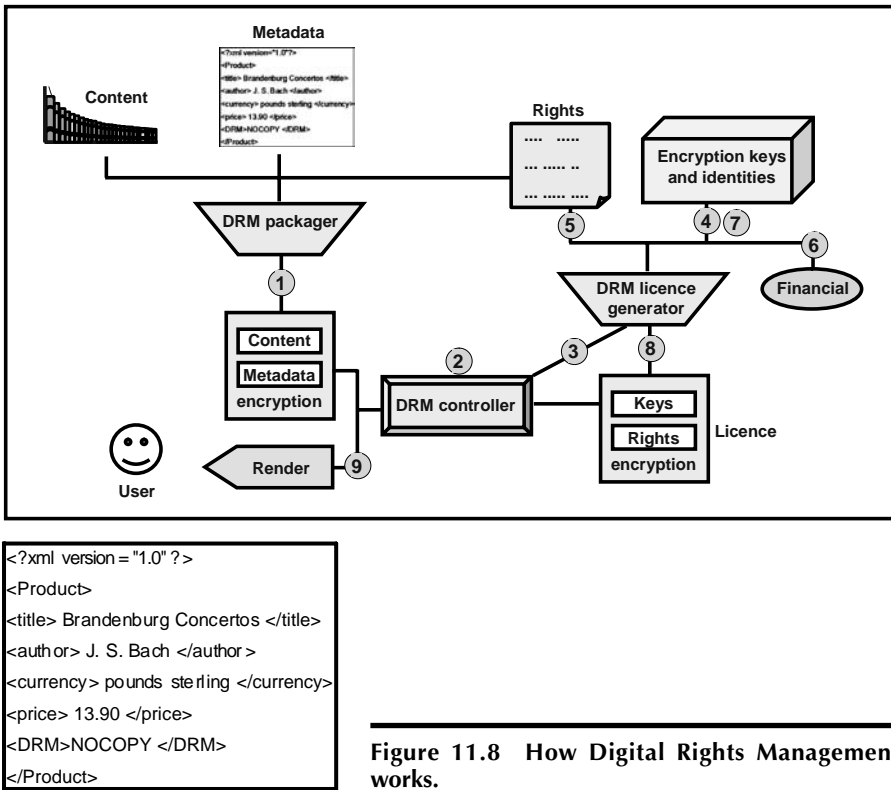 Metadata
<?xml version="1.0"?>
<Product>
<title> Brandenburg Concertos </title>
<author> J. S. Bach </author>
<currency> pounds sterling </currency>
<price> 13.90 </price>
<DRM>NOCOPY </DRM>
</Product>
Content
Rights
Encryption keys
and identities
DRM packager
5
4
7
6
1
DRM licence
generator
Financial
Content
Metadata
encryption
2
3
8
DRM controller
Keys
Rights
encryption
Licence
Render
9
User
<?xml version = "1.0" ? >
<Product>
<title> Brandenburg Concertos </title>
<author> J. S. Bach </author >
<currency> pounds sterling </currency>
<price> 13.90 </price>
<DRM>NOCOPY </DRM>
</Product>
Figure 11.8 How Digital Rights Managemen
works.